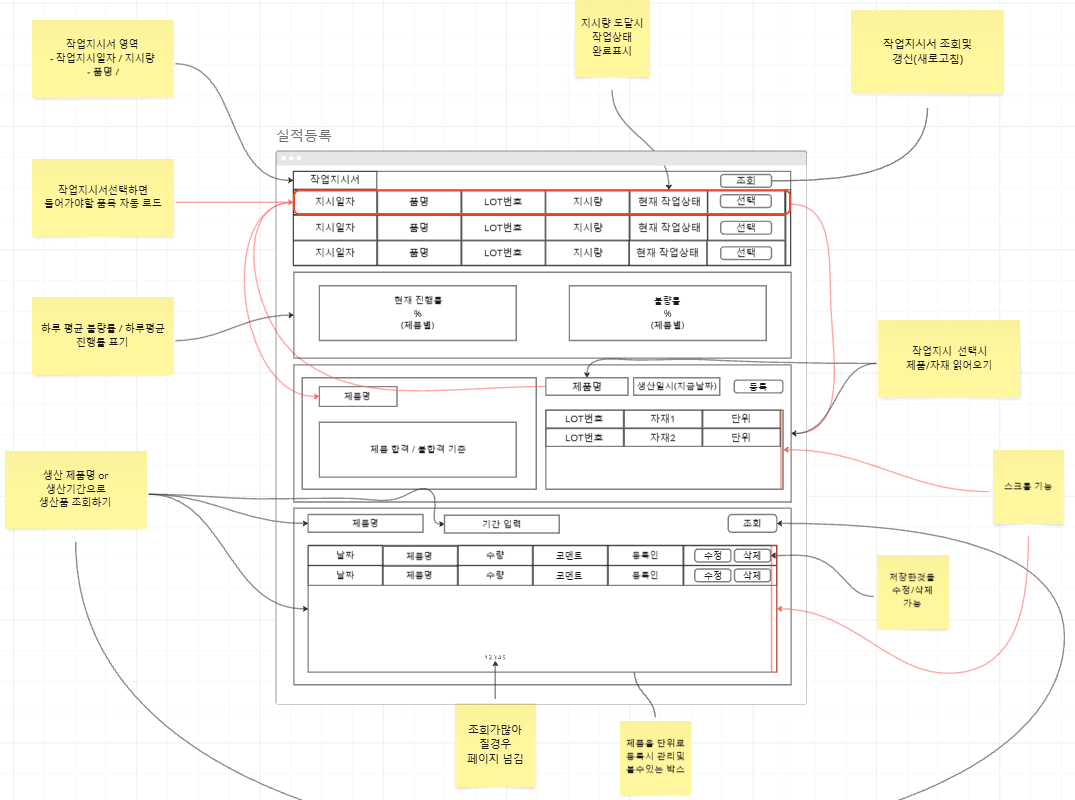 작업지시서 영역
- 작업지시일자 / 지시량
- 품명 /
지시량 도달시
작업상태
완료표시
작업지시서 조회및
갱신(새로고침)
작업지시서선택하면
들어가야할 품목 자동 로드
하루 평균 불량률 / 하루평균
진행률 표기
생산 제품명 or
생산기간으로
생산품 조회하기
실적등록
작업지시서 조회
지시일자 품명 LOT번호 지시량 현재 작업상태 선택
지시일자 품명 LOT번호 지시량 현재 작업상태 선택
지시일자 품명 LOT번호 지시량 현재 작업상태 선택
현재 진행률
%
(제품별)
불량률
%
(제품별)
제품명
제품 합격 / 불합격 기준
제품명 생산일시(지금날짜) 등록
LOT번호 자재1 단위
LOT번호 자재2 단위
제품명 기간 입력 조회
날짜 제품명 수량 코멘트 등록인 수정 삭제
날짜 제품명 수량 코멘트 등록인 수정 삭제
1 2 3 4 5
작업지시 선택시
제품/자재 읽어오기
스크롤 기능
저장한것을
수정/삭제
가능
조회가많아
질경우
페이지 넘김
제품을 단위로
등록시 관리및
볼수있는 박스